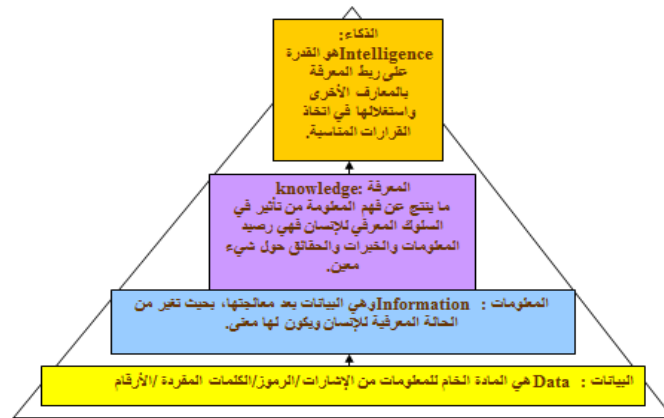 الذكاء:
Intelligenceهو القدرة
على ربط المعرفة
بالمعارف الأخرى
واستغلالها في اتخاذ
القرارات المناسبة.
المعرفة :knowledge
ما ينتج عن فهم المعلومة من تأثير في
السلوك المعرفي للإنسان فهي رصيد
المعلومات والخبرات والحقائق حول شيء
معين.
المعلومات : Informationوهي البيانات بعد معالجتها، بحيث تغير من
الحالة المعرفية للإنسان ويكون لها معنى.
البيانات : Data هي المادة الخام للمعلومات من الإشارات /الرموز/الكلمات المفردة /الأرقام